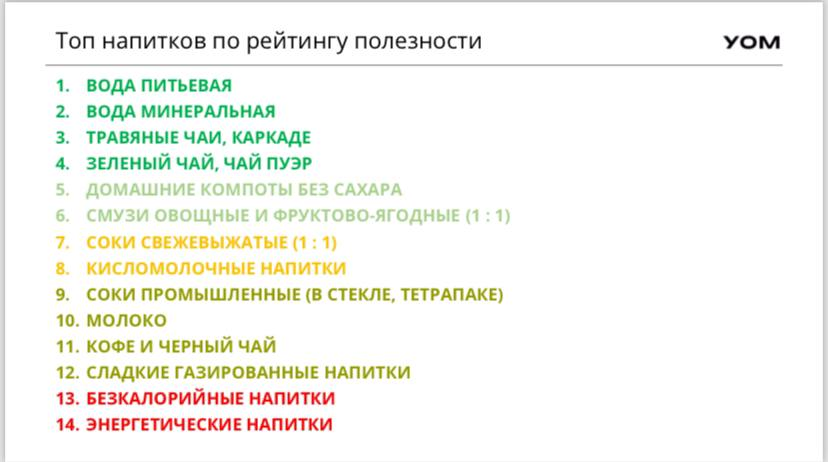 Топ напитков по рейтингу полезности
УОМ
1. ВОДА ПИТЬЕВАЯ
2. ВОДА МИНЕРАЛЬНАЯ
3. ТРАВЯНЫЕ ЧАИ, КАРКАДЕ
4. ЗЕЛЕНЫЙ ЧАЙ, ЧАЙ ПУЭР
5. ДОМАШНИЕ КОМПОТЫ БЕЗ САХАРА
6. СМУЗИ ОВОЩНЫЕ И ФРУКТОВО-ЯГОДНЫЕ (1 : 1)
7. СОКИ СВЕЖЕВЫЖАТЫЕ (1 : 1)
8. КИСЛОМОЛОЧНЫЕ НАПИТКИ
9. СОКИ ПРОМЫШЛЕННЫЕ (В СТЕКЛЕ, ТЕТРАПАКЕ)
10. МОЛОКО
11. КОФЕ И ЧЕРНЫЙ ЧАЙ
12. СЛАДКИЕ ГАЗИРОВАННЫЕ НАПИТКИ
13. БЕЗКАЛОРИЙНЫЕ НАПИТКИ
14. ЭНЕРГЕТИЧЕСКИЕ НАПИТКИ